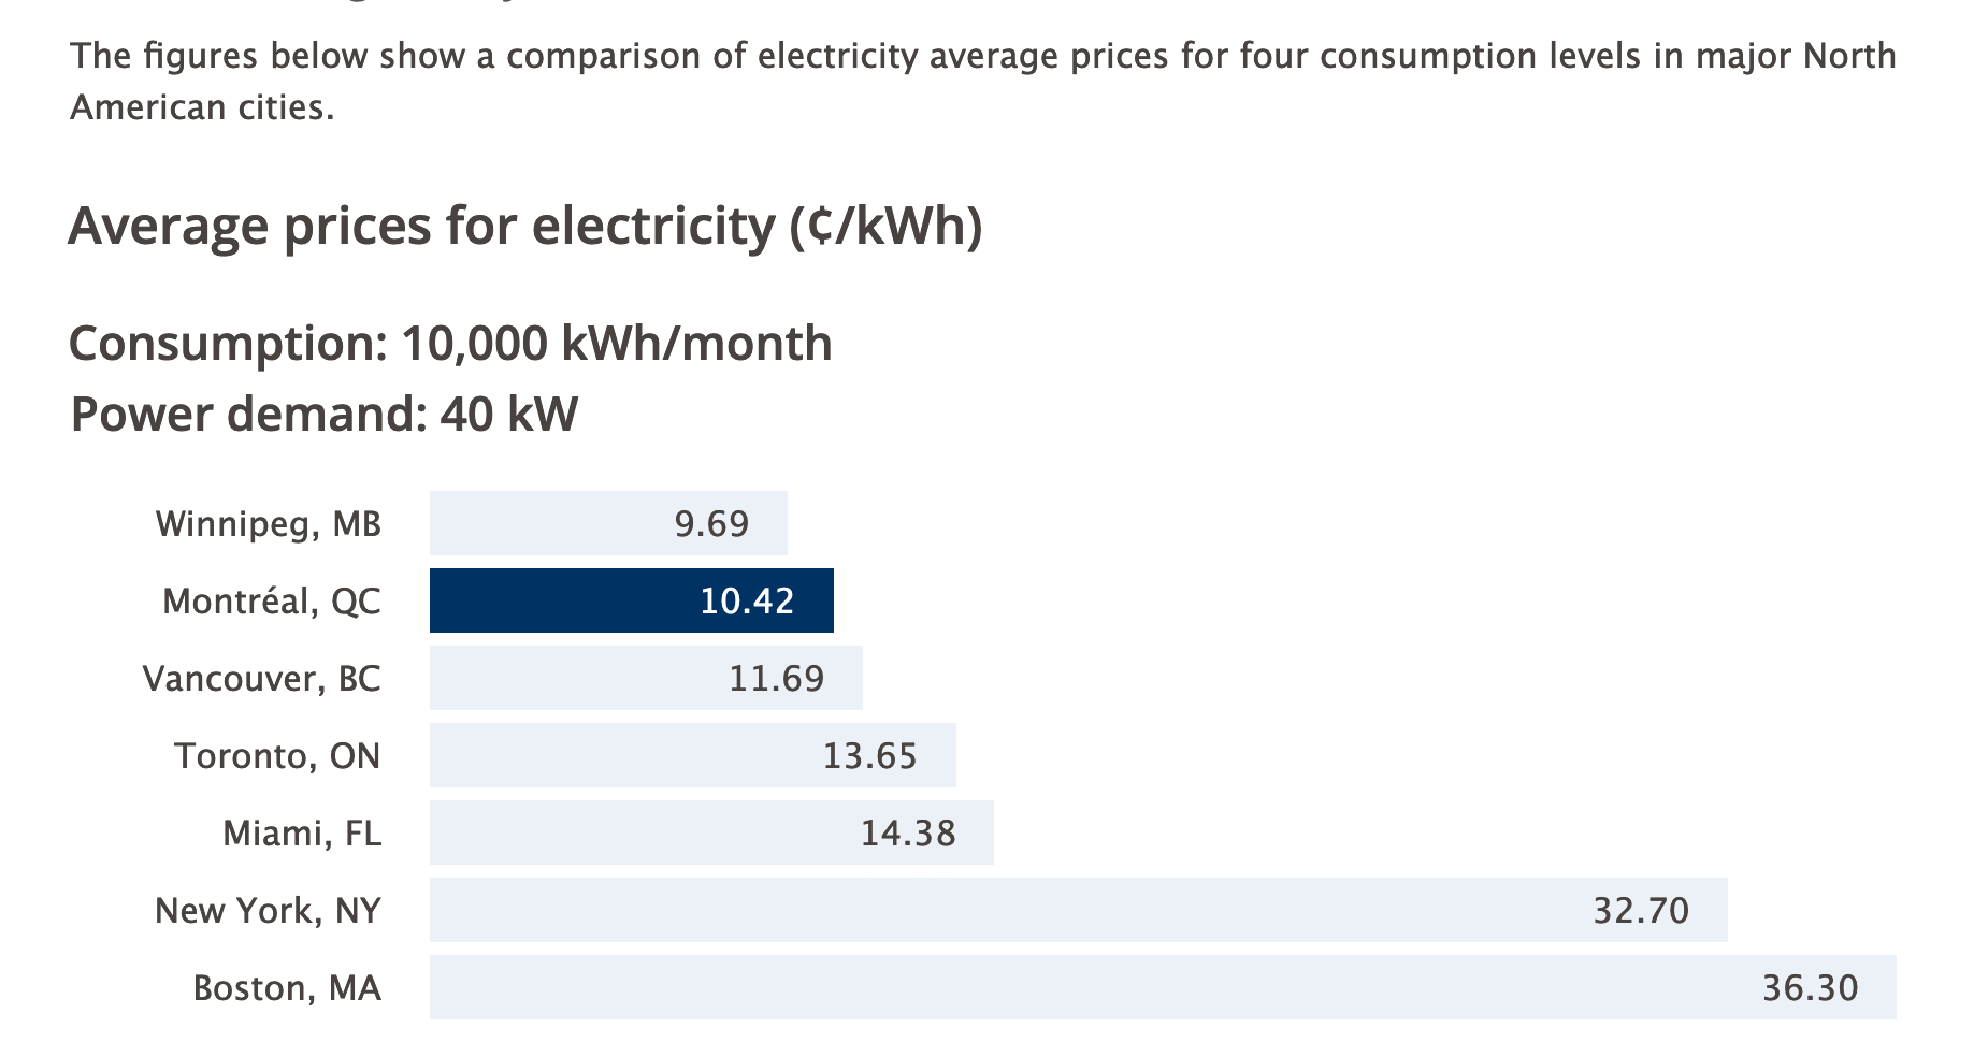 The figures below show a comparison of electricity average prices for four consumption levels in major North
American cities.
Average prices for electricity (¢/kWh)
Consumption: 10,000 kWh/month
Power demand: 40 kW
Winnipeg, MB 9.69
Montréal, QC 10.42
Vancouver, BC 11.69
Toronto, ON 13.65
Miami, FL 14.38
New York, NY 32.70
Boston, MA 36.30